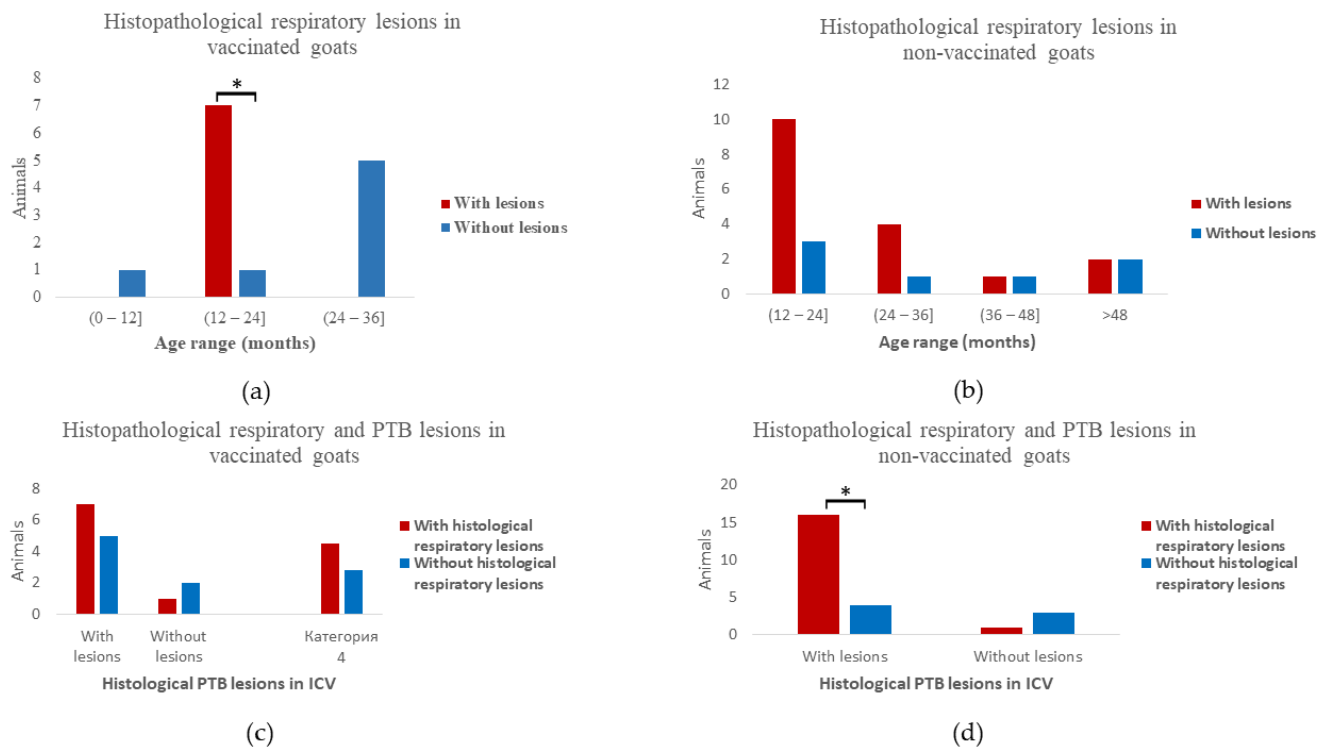 Histopathological respiratory lesions in
vaccinated goats
8
7
6
5
4
3
2
1
0
Animals
*
(0 – 12]
(12 – 24]
(24 – 36]
Age range (months)
With lesions
Without lesions
(a)
Histopathological respiratory lesions in
non-vaccinated goats
12
10
8
6
4
2
0
Animals
(12 – 24]
(24 – 36]
(36 – 48]
>48
Age range (months)
With lesions
Without lesions
(b)
Histopathological respiratory and PTB lesions in
vaccinated goats
8
6
4
2
0
Animals
With
lesions
Without
lesions
Категория
4
Histological PTB lesions in ICV
With histological
respiratory lesions
Without histological
respiratory lesions
(c)
Histopathological respiratory and PTB lesions in
non-vaccinated goats
20
15
10
5
0
Animals
*
With lesions
Without lesions
Histological PTB lesions in ICV
With histological
respiratory lesions
Without histological
respiratory lesions
(d)